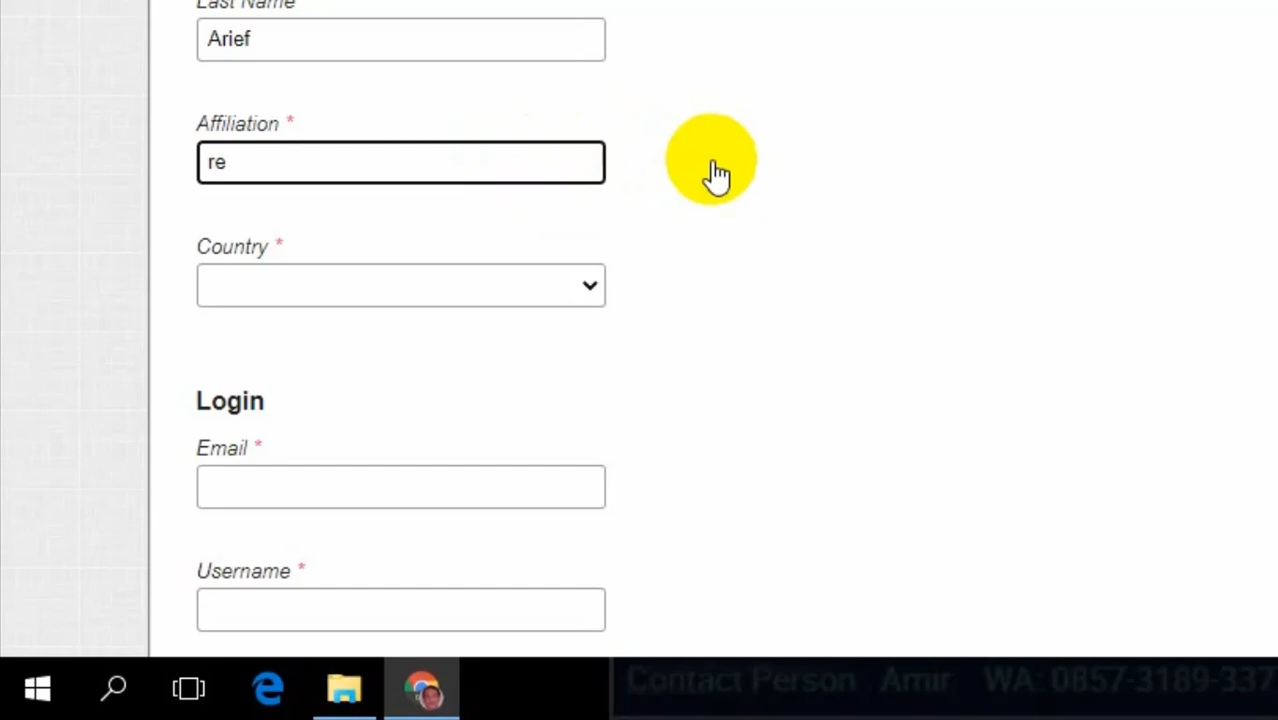 Last Name
Arief
Affiliation *
re
Country *
Login
Email *
Username *
Contact Person Amir WA: 0857-3189-337